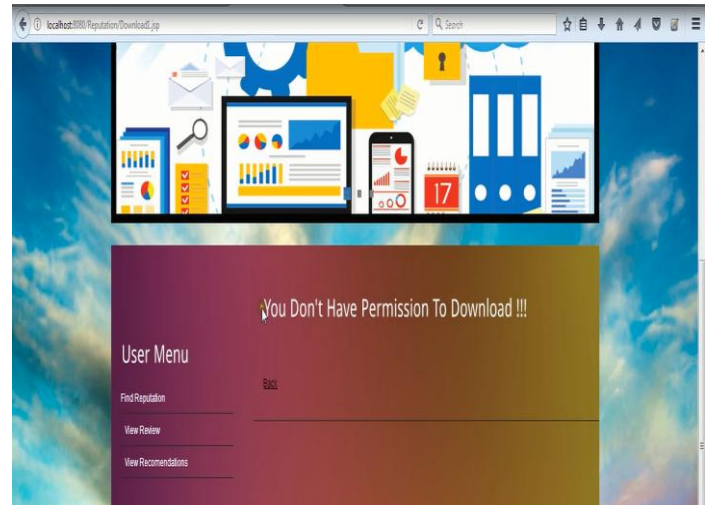 localhost:8080/Reputation/Download1.jsp
Search
17
You Don't Have Permission To Download !!!
User Menu
Back
Find Reputation
View Review
View Recomendations